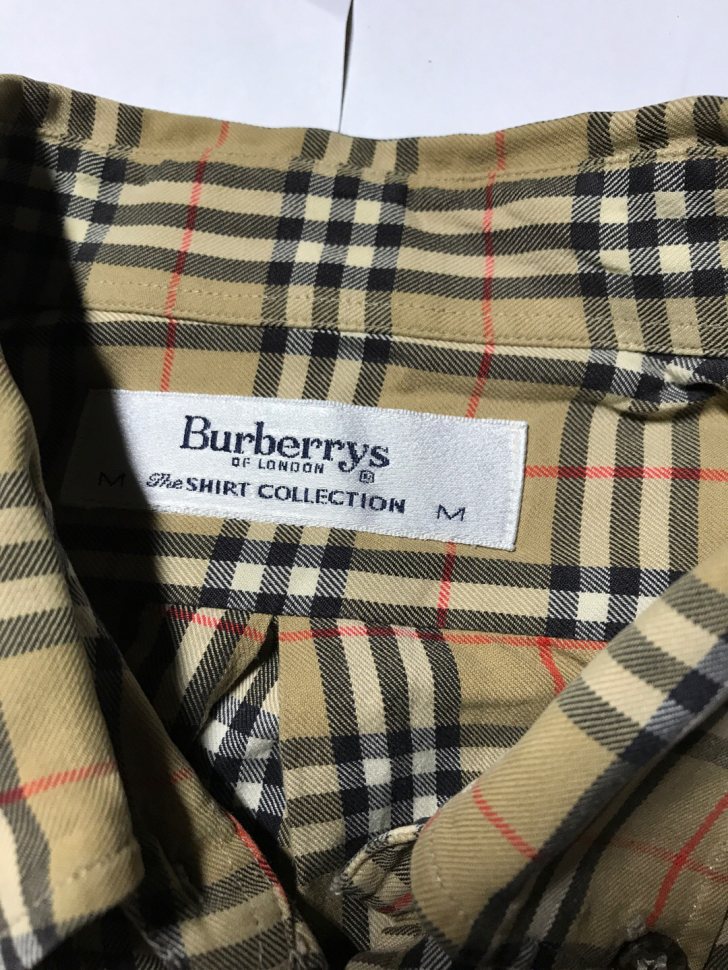 Burberrys
OF LONDON ®
M The SHIRT COLLECTION M